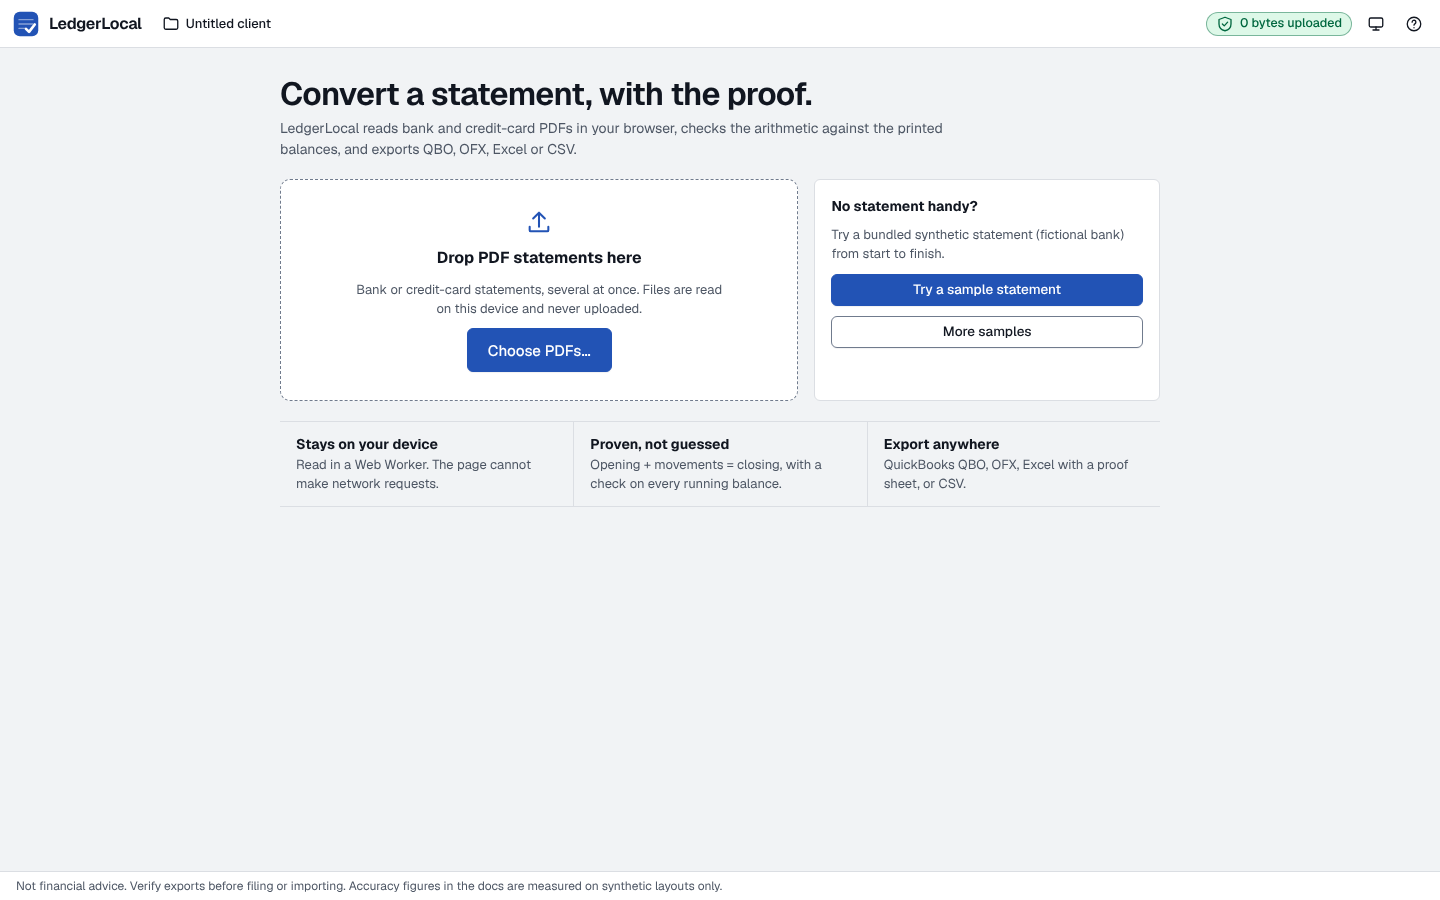 LedgerLocal
Untitled client
0 bytes uploaded
Convert a statement, with the proof.
LedgerLocal reads bank and credit-card PDFs in your browser, checks the arithmetic against the printed
balances, and exports QBO, OFX, Excel or CSV.
Drop PDF statements here
Bank or credit-card statements, several at once. Files are read
on this device and never uploaded.
Choose PDFs...
No statement handy?
Try a bundled synthetic statement (fictional bank)
from start to finish.
Try a sample statement
More samples
Stays on your device
Read in a Web Worker. The page cannot
make network requests.
Proven, not guessed
Opening + movements = closing, with a
check on every running balance.
Export anywhere
QuickBooks QBO, OFX, Excel with a proof
sheet, or CSV.
Not financial advice. Verify exports before filing or importing. Accuracy figures in the docs are measured on synthetic layouts only.